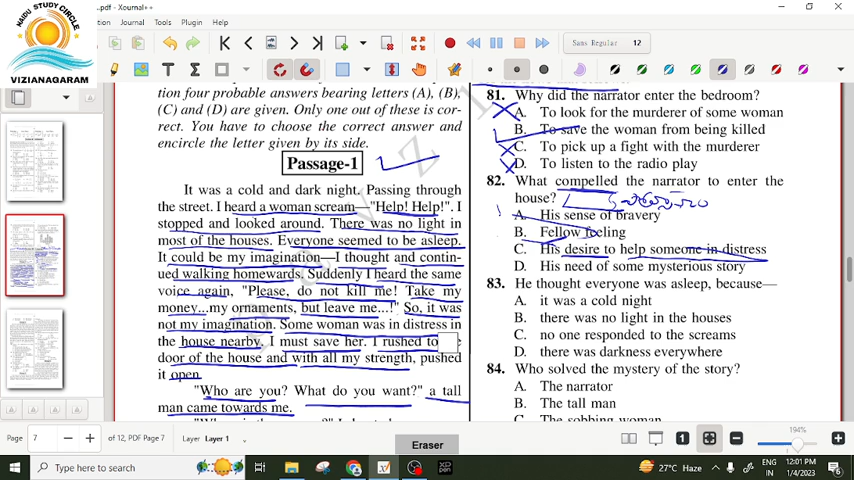 NAIDU STUDY CIRCLE
VIZIANAGARAM
.pdf - Xournal++
Journal Tools Plugin Help
Sans Regular 12
tion four probable answers bearing letters (A), (B),
(C) and (D) are given. Only one out of these is cor-
rect. You have to choose the correct answer and
encircle the letter given by its side.
Passage-1
It was a cold and dark night. Passing through
the street. I heard a woman scream—"Help! Help!". I
stopped and looked around. There was no light in
most of the houses. Everyone seemed to be asleep.
It could be my imagination—I thought and contin-
ued walking homewards. Suddenly I heard the same
voice again, "Please, do not kill me! Take my
money...my ornaments, but leave me...!" So, it was
not my imagination. Some woman was in distress in
the house nearby. I must save her. I rushed to
door of the house and with all my strength, pushed
it open.
"Who are you? What do you want?" a tall
man came towards me.
81. Why did the narrator enter the bedroom?
A. To look for the murderer of some woman
B. To save the woman from being killed
C. To pick up a fight with the murderer
D. To listen to the radio play
82. What compelled the narrator to enter the
house?
A. His sense of bravery
B. Fellow feeling
C. His desire to help someone in distress
D. His need of some mysterious story
83. He thought everyone was asleep, because—
A. it was a cold night
B. there was no light in the houses
C. no one responded to the screams
D. there was darkness everywhere
84. Who solved the mystery of the story?
A. The narrator
B. The tall man
C. The sobbing woman
Page 7 of 12, PDF Page 7 Layer Layer 1
Eraser
194%
Type here to search
27°C Haze
ENG
IN
12:01 PM
1/4/2023